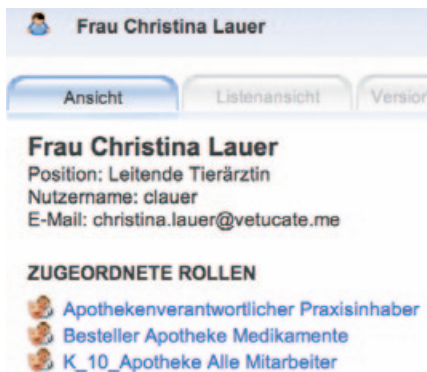 Frau Christina Lauer
Ansicht Listenansicht Version
Frau Christina Lauer
Position: Leitende Tierärztin
Nutzername: clauer
E-Mail: christina.lauer@vetucate.me
ZUGEORDNETE ROLLEN
Apothekenverantwortlicher Praxisinhaber
Besteller Apotheke Medikamente
K_10_Apotheke Alle Mitarbeiter